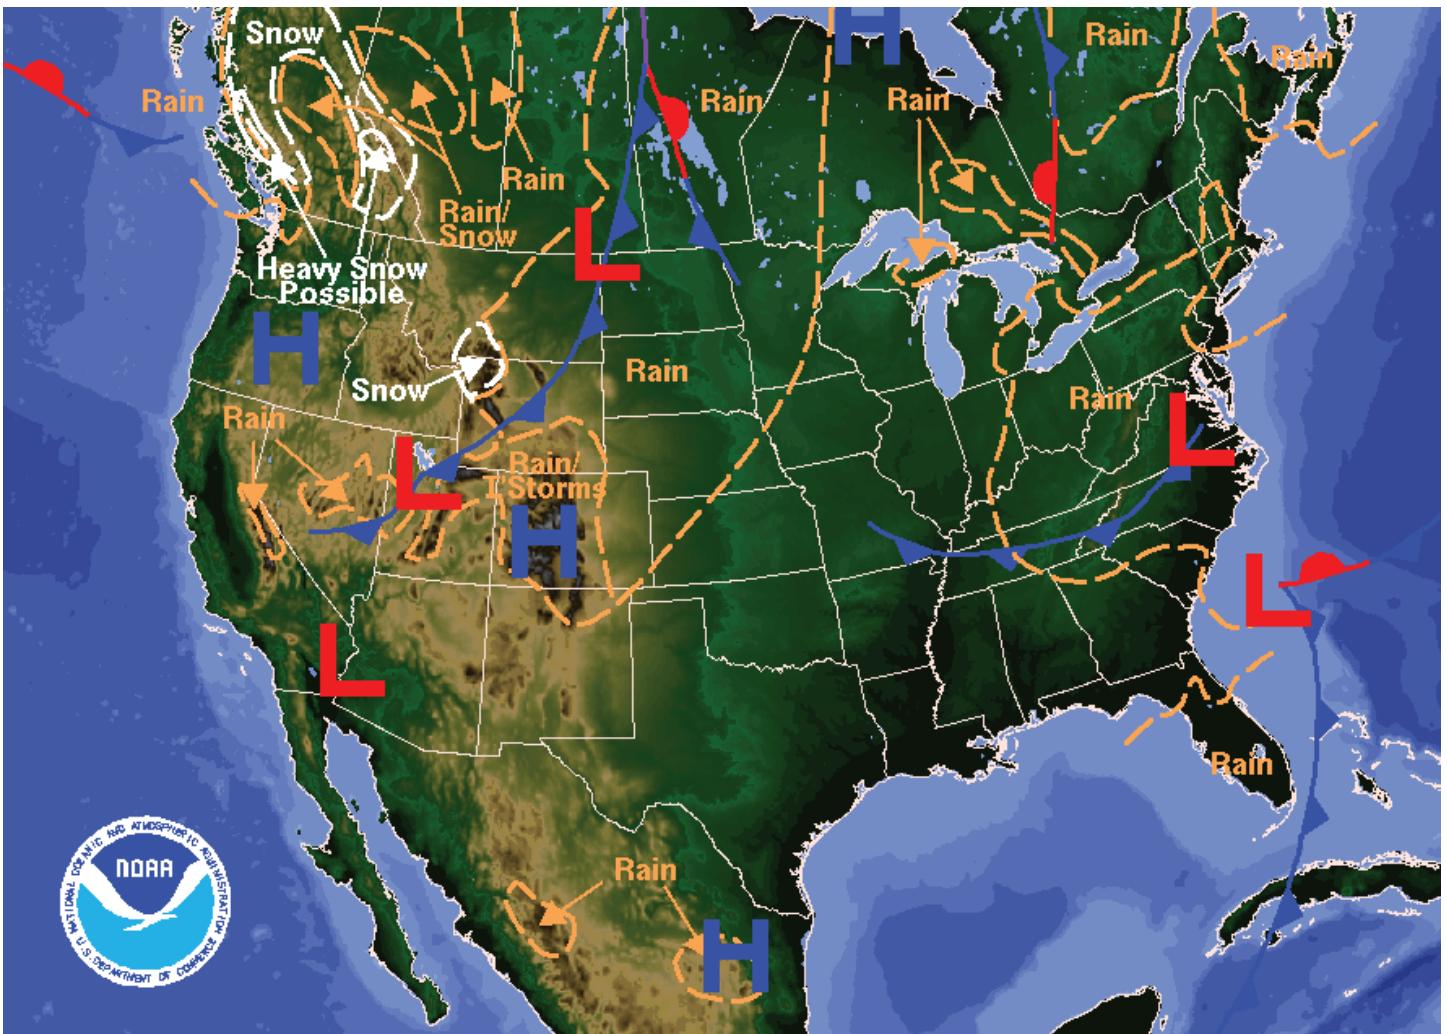 H
Snow
Rain
Rain
Rain
Rain
Rain
Rain
Rain/
Snow
L
Heavy Snow
Possible
H
Snow
Rain
Rain
Rain
L
L
Rain/
Storms
H
L
L
Rain
Rain
H
NOAA
NATIONAL OCEANIC AND ATMOSPHERIC ADMINISTRATION
U.S. DEPARTMENT OF COMMERCE